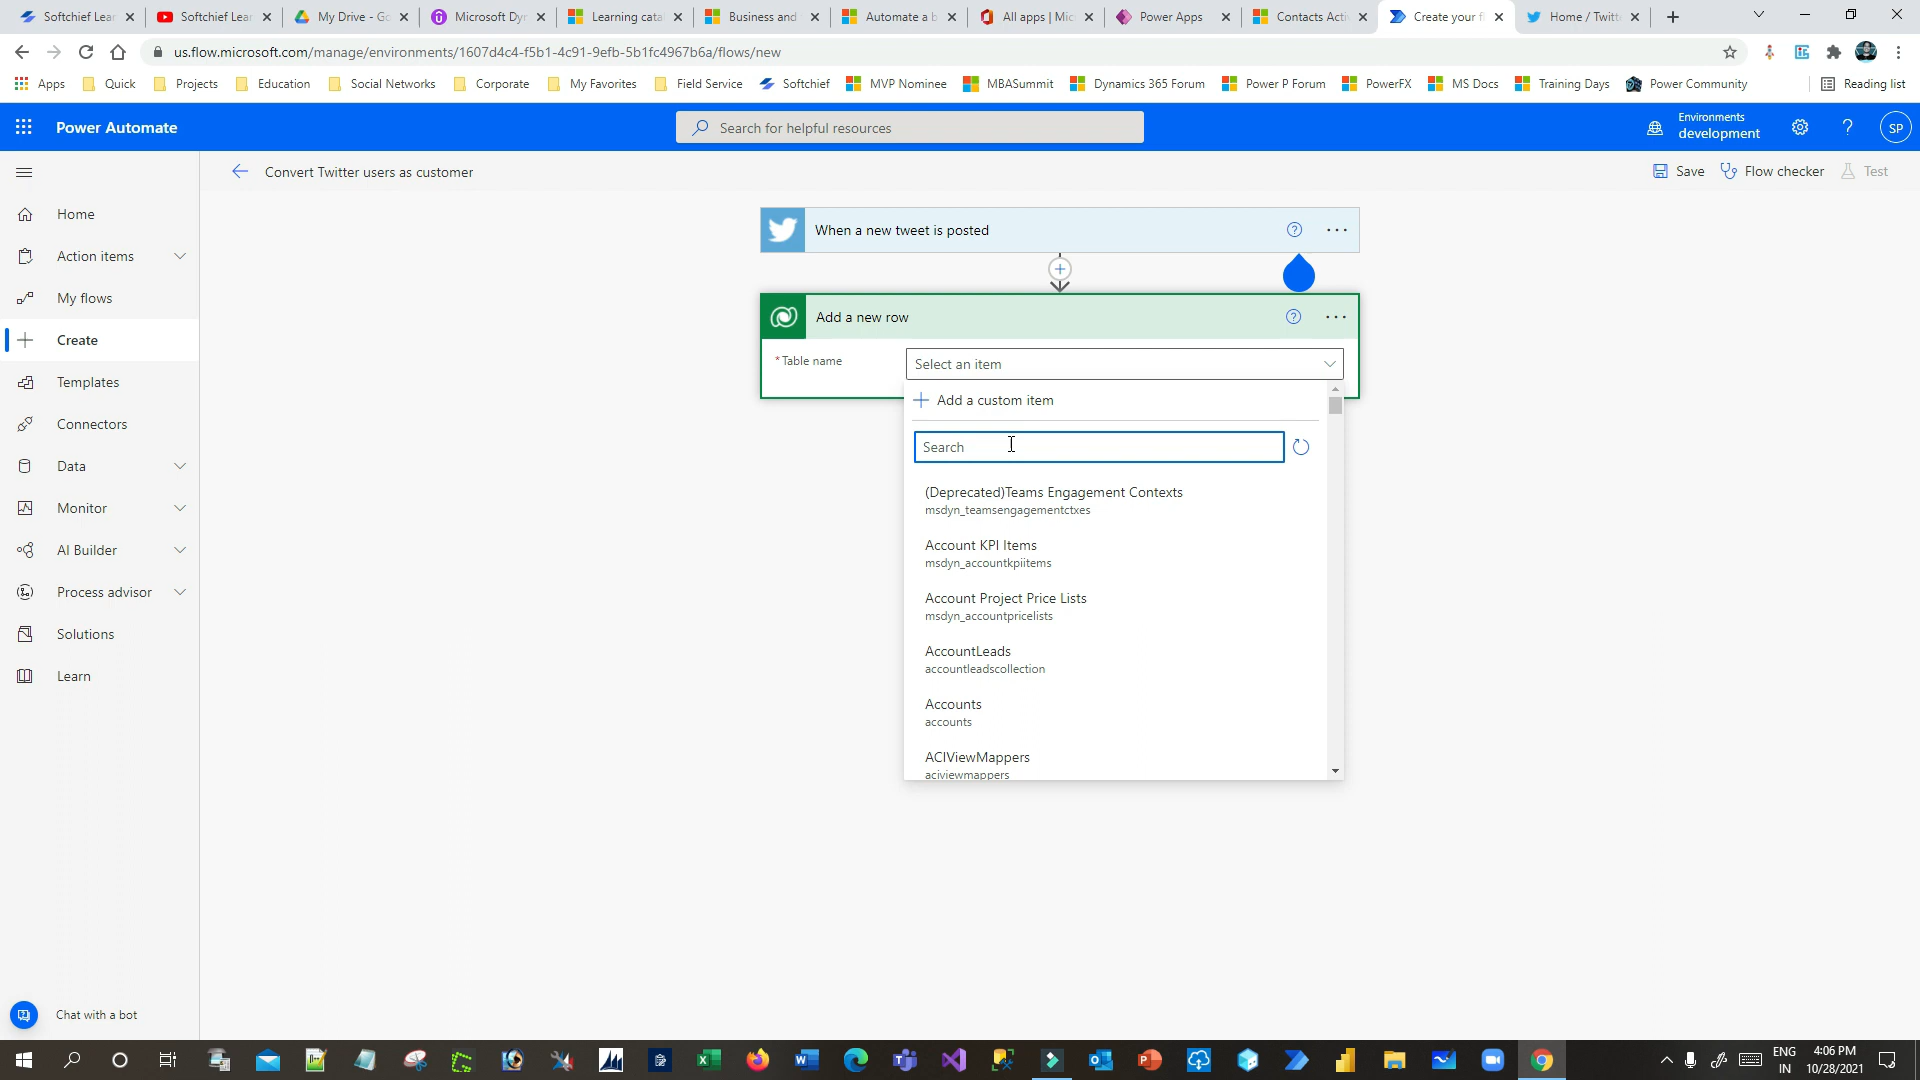 Softchief Lear
Softchief Lear
My Drive - Go
Microsoft Dyn
Learning cata
Business and
Automate a b
All apps | Mic
Power Apps
Contacts Acti
Create your f
Home / Twitt
us.flow.microsoft.com/manage/environments/1607d4c4-f5b1-4c91-9efb-5b1fc4967b6a/flows/new
Apps
Quick
Projects
Education
Social Networks
Corporate
My Favorites
Field Service
Softchief
MVP Nominee
MBASummit
Dynamics 365 Forum
Power P Forum
PowerFX
MS Docs
Training Days
Power Community
Reading list
Power Automate
Search for helpful resources
Environments
development
?
SP
Convert Twitter users as customer
Save
Flow checker
Test
Home
Action items
My flows
Create
Templates
Connectors
Data
Monitor
AI Builder
Process advisor
Solutions
Learn
Chat with a bot
When a new tweet is posted
?
Add a new row
?
* Table name
Select an item
Add a custom item
Search
(Deprecated)Teams Engagement Contexts
msdyn_teamsengagementctxes
Account KPI Items
msdyn_accountkpiitems
Account Project Price Lists
msdyn_accountpricelists
AccountLeads
accountleadscollection
Accounts
accounts
ACIViewMappers
aciviewmappers
ENG
IN
4:06 PM
10/28/2021